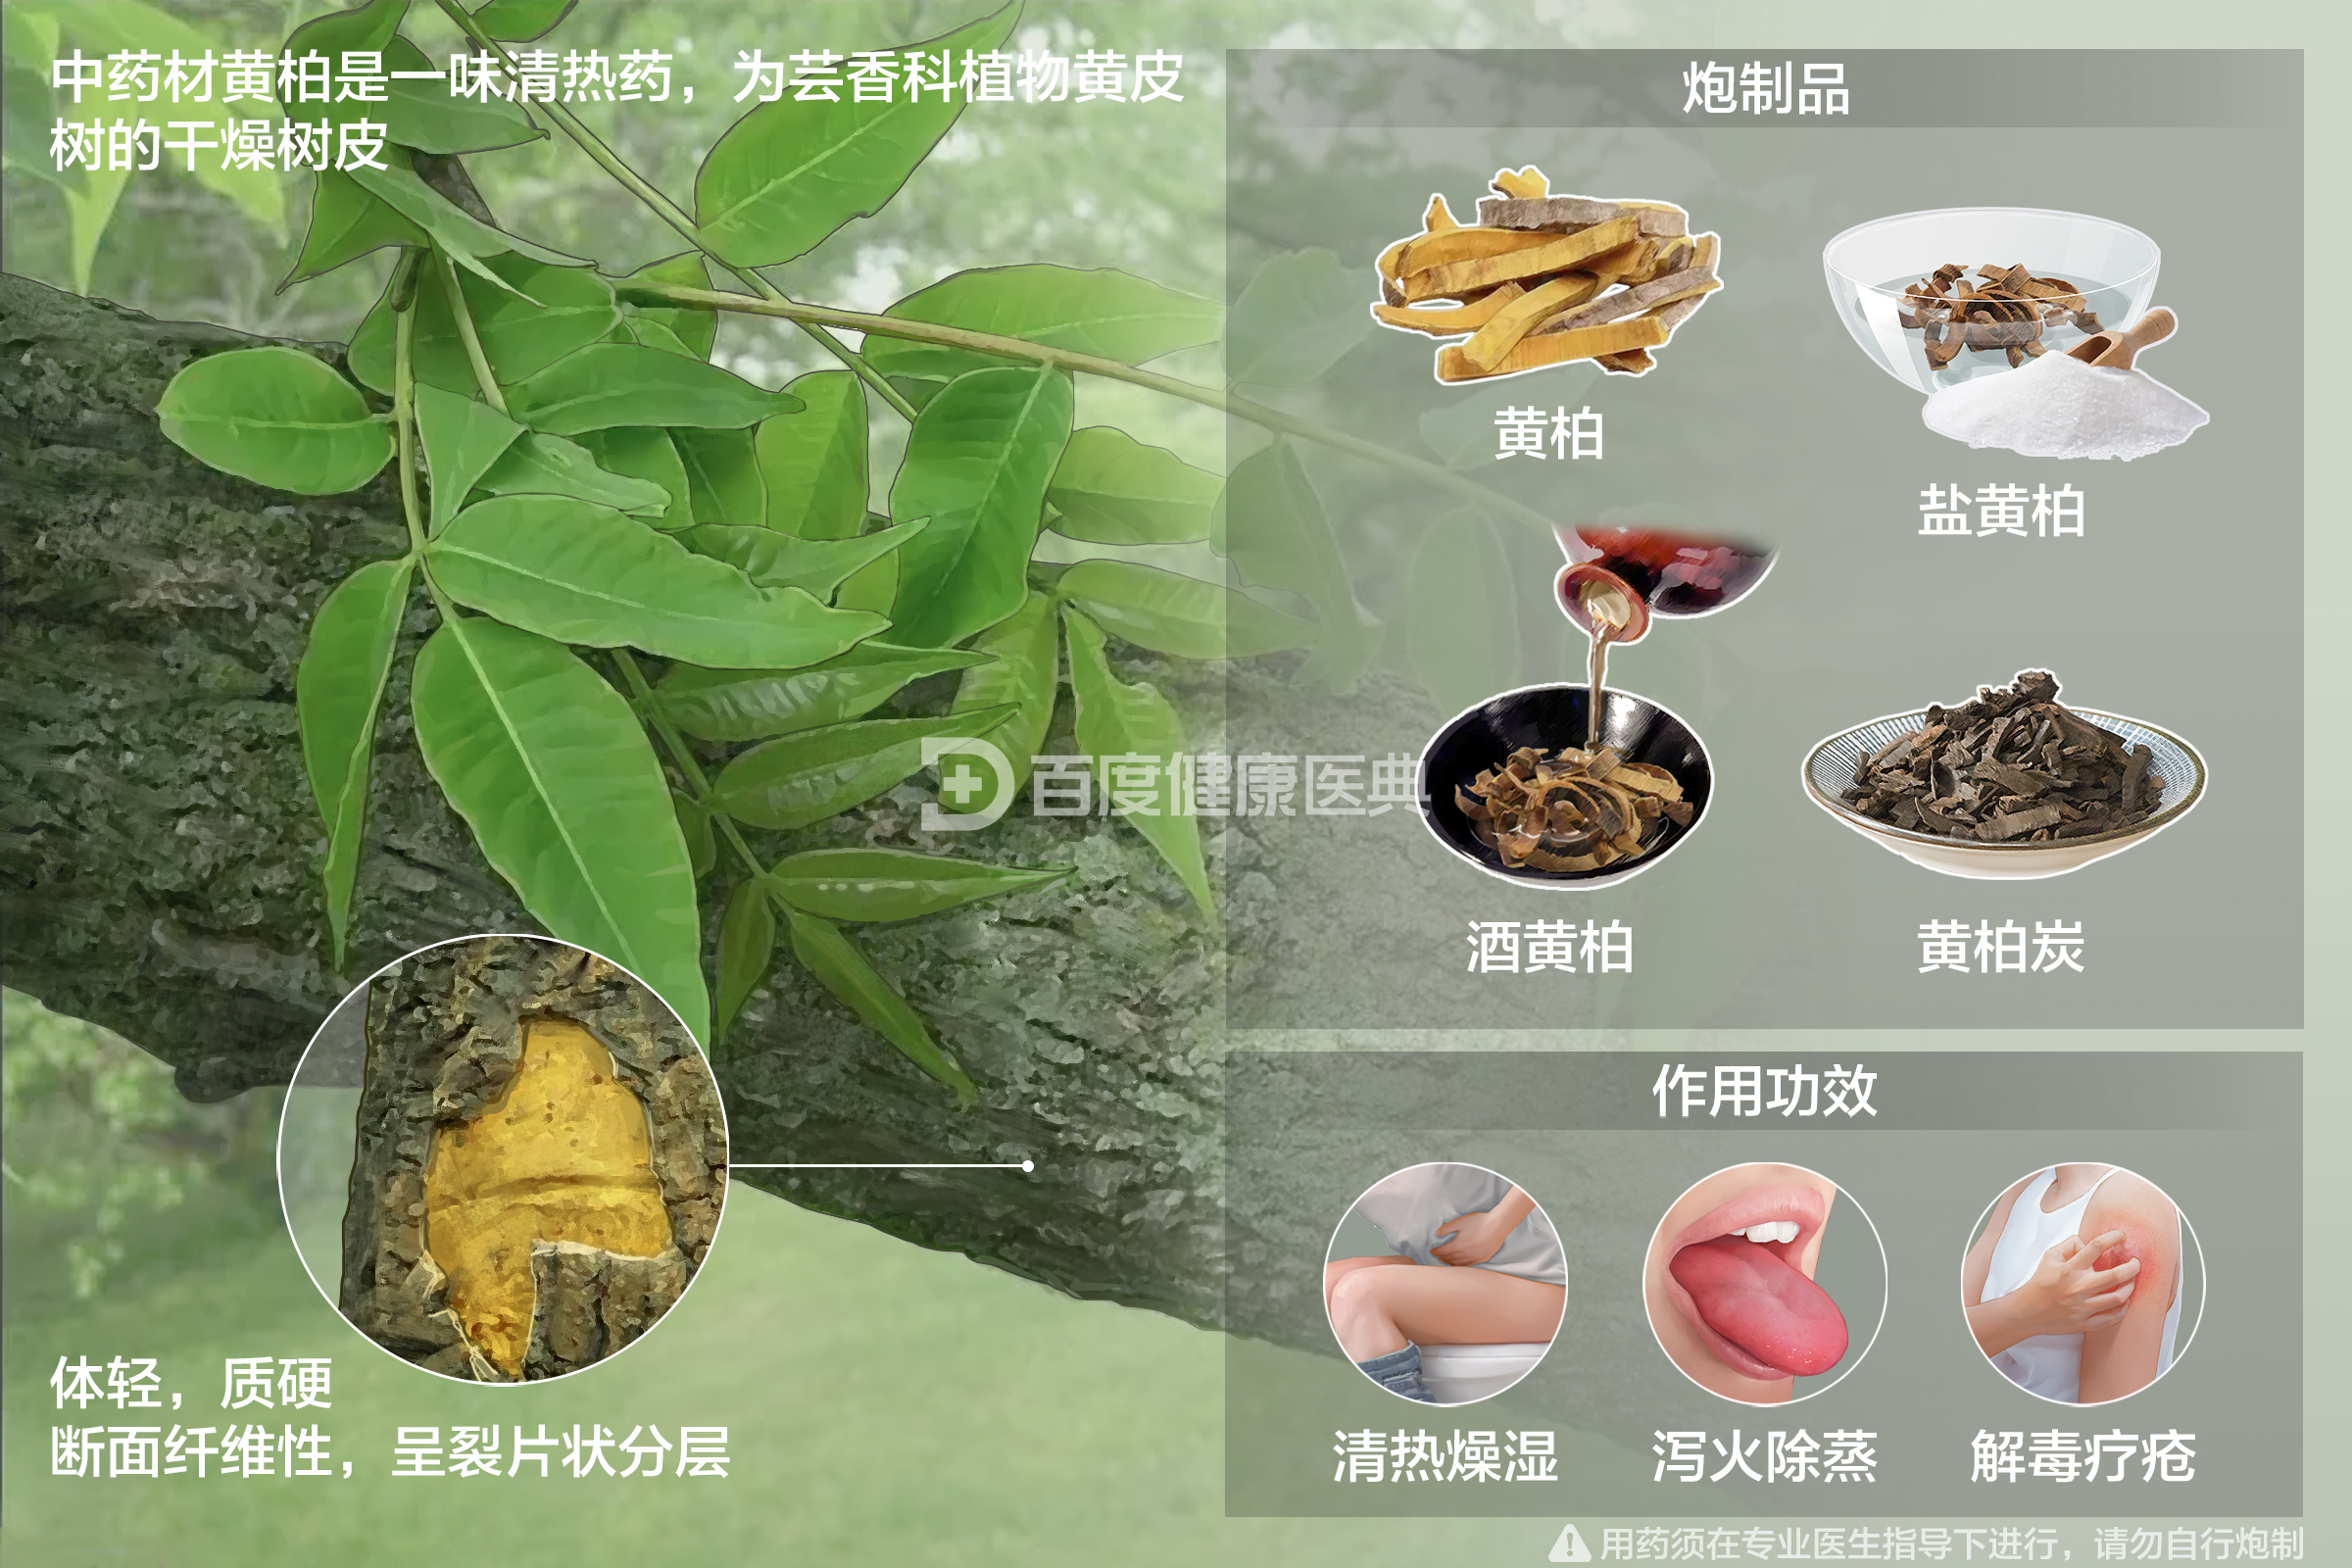 中药材黄柏是一味清热药，为芸香科植物黄皮
树的干燥树皮
体轻，质硬
断面纤维性，呈裂片状分层
炮制品
黄柏
盐黄柏
酒黄柏
黄柏炭
百度健康医典
作用功效
清热燥湿
泻火除蒸
解毒疗疮
用药须在专业医生指导下进行，请勿自行炮制